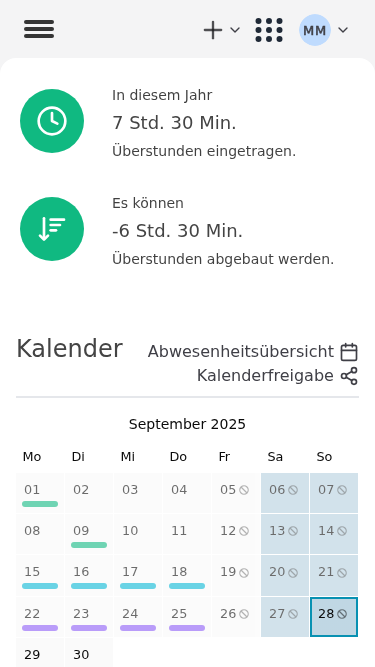 MM
In diesem Jahr
7 Std. 30 Min.
Überstunden eingetragen.
Es können
-6 Std. 30 Min.
Überstunden abgebaut werden.
Kalender
Abwesenheitsübersicht
Kalenderfreigabe
September 2025
Mo Di Mi Do Fr Sa So
01 02 03 04 05 06 07
08 09 10 11 12 13 14
15 16 17 18 19 20 21
22 23 24 25 26 27 28
29 30